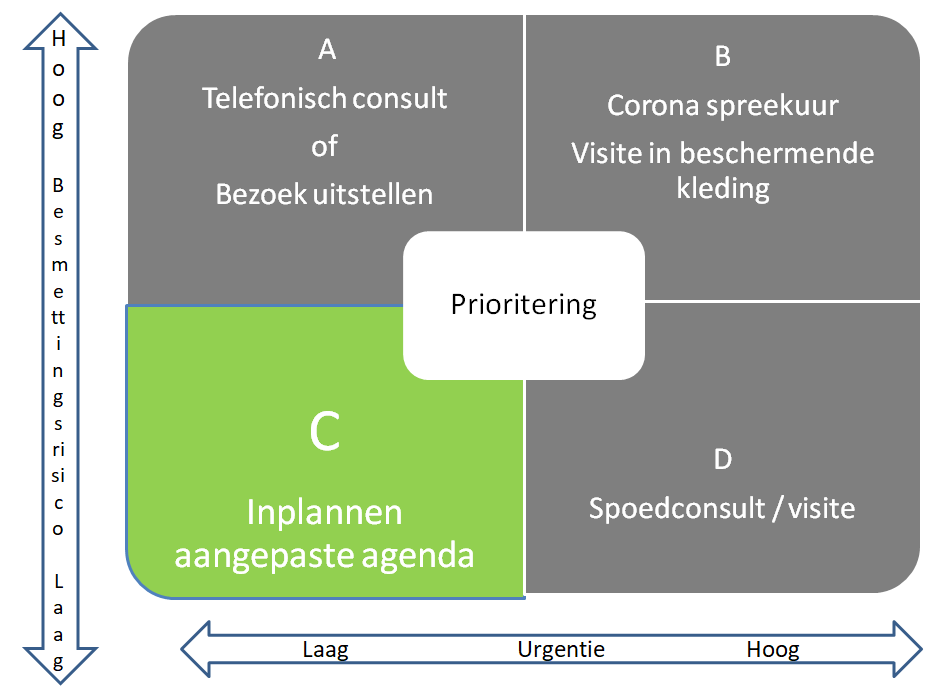 Hoog Besmettingsrisico Laag
A
Telefonisch consult
of
Bezoek uitstellen
B
Corona spreekuur
Visite in beschermende
kleding
Prioritering
C
Inplannen
aangepaste agenda
D
Spoedconsult / visite
Laag Urgentie Hoog